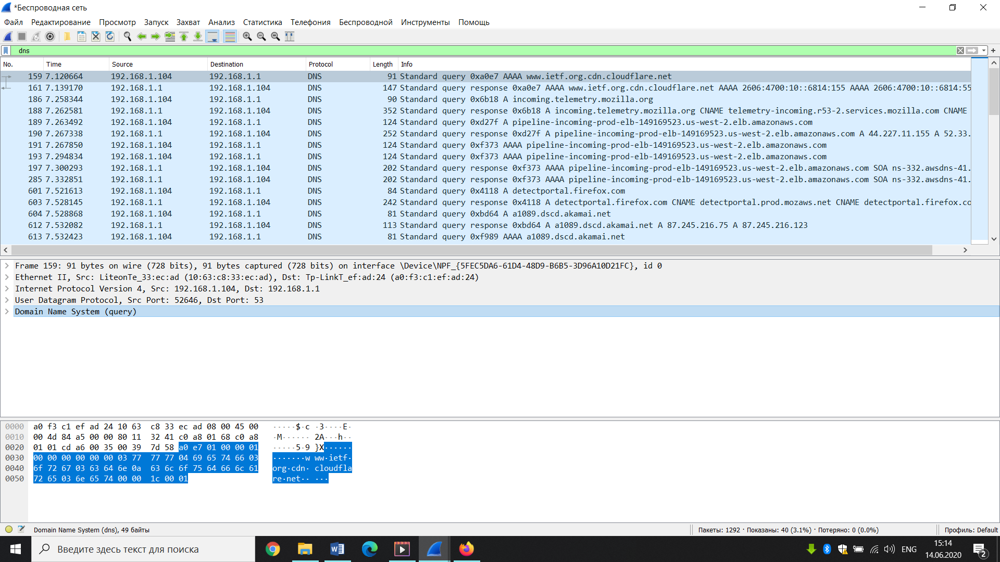 *Беспроводная сеть
Файл Редактирование Просмотр Запуск Захват Анализ Статистика Телефония Беспроводной Инструменты Помощь
dns
No. Time Source Destination Protocol Length Info
159 7.120664 192.168.1.104 192.168.1.1 DNS 91 Standard query 0xa0e7 AAAA www.ietf.org.cdn.cloudflare.net
161 7.139170 192.168.1.1 192.168.1.104 DNS 147 Standard query response 0xa0e7 AAAA www.ietf.org.cdn.cloudflare.net AAAA 2606:4700:10::6814:155 AAAA 2606:4700:10::6814:55
186 7.258344 192.168.1.104 192.168.1.1 DNS 90 Standard query 0x6b18 A incoming.telemetry.mozilla.org
188 7.262581 192.168.1.1 192.168.1.104 DNS 352 Standard query response 0x6b18 A incoming.telemetry.mozilla.org CNAME telemetry-incoming.r53-2.services.mozilla.com CNAME
189 7.263492 192.168.1.104 192.168.1.1 DNS 124 Standard query 0xd27f A pipeline-incoming-prod-elb-149169523.us-west-2.elb.amazonaws.com
190 7.267338 192.168.1.1 192.168.1.104 DNS 252 Standard query response 0xd27f A pipeline-incoming-prod-elb-149169523.us-west-2.elb.amazonaws.com A 44.227.11.155 A 52.33.
191 7.267850 192.168.1.104 192.168.1.1 DNS 124 Standard query 0xf373 AAAA pipeline-incoming-prod-elb-149169523.us-west-2.elb.amazonaws.com
193 7.294834 192.168.1.104 192.168.1.1 DNS 124 Standard query 0xf373 AAAA pipeline-incoming-prod-elb-149169523.us-west-2.elb.amazonaws.com
197 7.300293 192.168.1.1 192.168.1.104 DNS 202 Standard query response 0xf373 AAAA pipeline-incoming-prod-elb-149169523.us-west-2.elb.amazonaws.com SOA ns-332.awsdns-41.
285 7.332851 192.168.1.1 192.168.1.104 DNS 202 Standard query response 0xf373 AAAA pipeline-incoming-prod-elb-149169523.us-west-2.elb.amazonaws.com SOA ns-332.awsdns-41.
601 7.521613 192.168.1.104 192.168.1.1 DNS 84 Standard query 0x4118 A detectportal.firefox.com
603 7.528145 192.168.1.1 192.168.1.104 DNS 242 Standard query response 0x4118 A detectportal.firefox.com CNAME detectportal.prod.mozaws.net CNAME detectportal.firefox.co
604 7.528868 192.168.1.104 192.168.1.1 DNS 81 Standard query 0xbd64 A a1089.dscd.akamai.net
612 7.532082 192.168.1.1 192.168.1.104 DNS 113 Standard query response 0xbd64 A a1089.dscd.akamai.net A 87.245.216.75 A 87.245.216.123
613 7.532423 192.168.1.104 192.168.1.1 DNS 81 Standard query 0xf989 AAAA a1089.dscd.akamai.net
Frame 159: 91 bytes on wire (728 bits), 91 bytes captured (728 bits) on interface \Device\NPF_{5FEC5DA6-61D4-48D9-B6B5-3D96A10D21FC}, id 0
Ethernet II, Src: LiteonTe_33:ec:ad (10:63:c8:33:ec:ad), Dst: Tp-LinkT_ef:ad:24 (a0:f3:c1:ef:ad:24)
Internet Protocol Version 4, Src: 192.168.1.104, Dst: 192.168.1.1
User Datagram Protocol, Src Port: 52646, Dst Port: 53
Domain Name System (query)
0000 a0 f3 c1 ef ad 24 10 63 c8 33 ec ad 08 00 45 00 ·····$·c ·3····E·
0010 00 4d 84 a5 00 00 80 11 32 41 c0 a8 01 68 c0 a8 ·M······ 2A···h··
0020 01 01 cd a6 00 35 00 39 7d 58 a0 e7 01 00 00 01 ·····5·9 }X······
0030 00 00 00 00 00 00 03 77 77 77 04 69 65 74 66 03 ·······w ww·ietf·
0040 6f 72 67 03 63 64 6e 0a 63 6c 6f 75 64 66 6c 61 org·cdn· cloudfla
0050 72 65 03 6e 65 74 00 00 1c 00 01 re·net·· ···
Domain Name System (dns), 49 байты
Пакеты: 1292 · Показаны: 40 (3.1%) · Потеряно: 0 (0.0%)
Профиль: Default
Введите здесь текст для поиска
ENG
15:14
14.06.2020
2